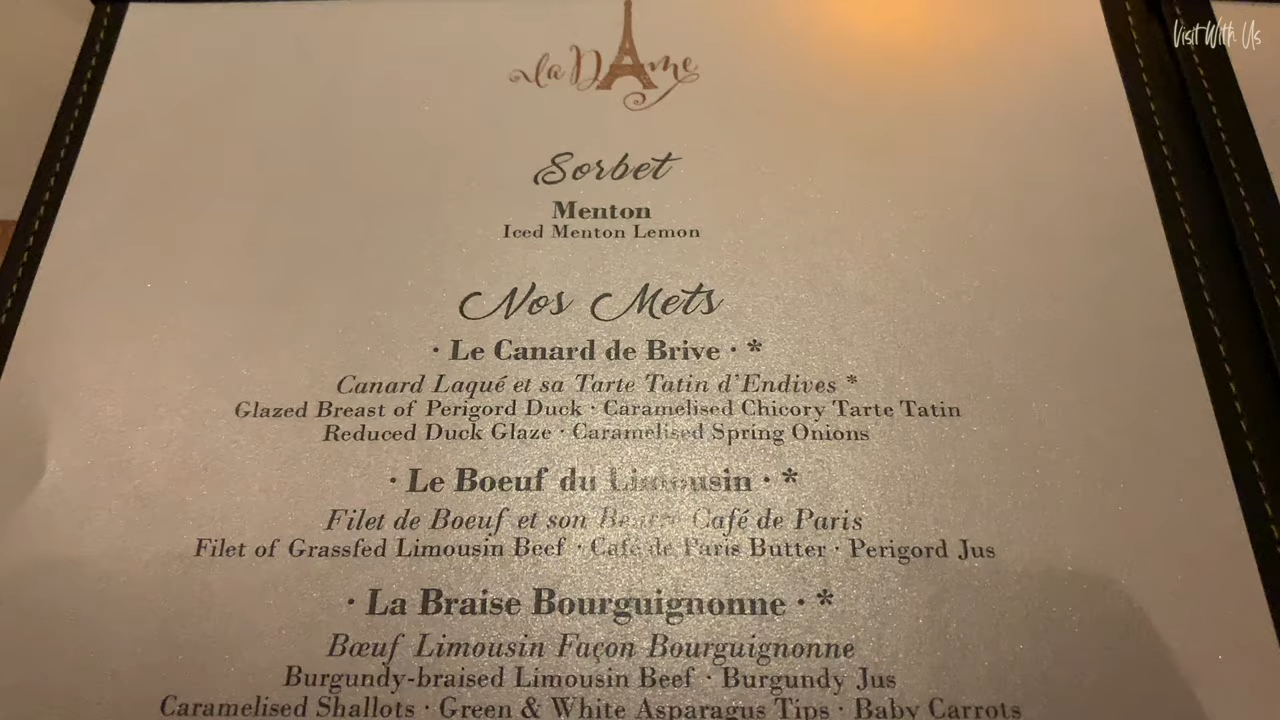 Visit With Us
la DAme
Sorbet
Menton
Iced Menton Lemon
Nos Mets
· Le Canard de Brive · *
Canard Laqué et sa Tarte Tatin d'Endives *
Glazed Breast of Perigord Duck · Caramelised Chicory Tarte Tatin
Reduced Duck Glaze · Caramelised Spring Onions
· Le Boeuf du Limousin · *
Filet de Boeuf et son Beurre Café de Paris
Filet of Grassfed Limousin Beef · Café de Paris Butter · Perigord Jus
· La Braise Bourguignonne · *
Bœuf Limousin Façon Bourguignonne
Burgundy-braised Limousin Beef · Burgundy Jus
Caramelised Shallots · Green & White Asparagus Tips · Baby Carrots